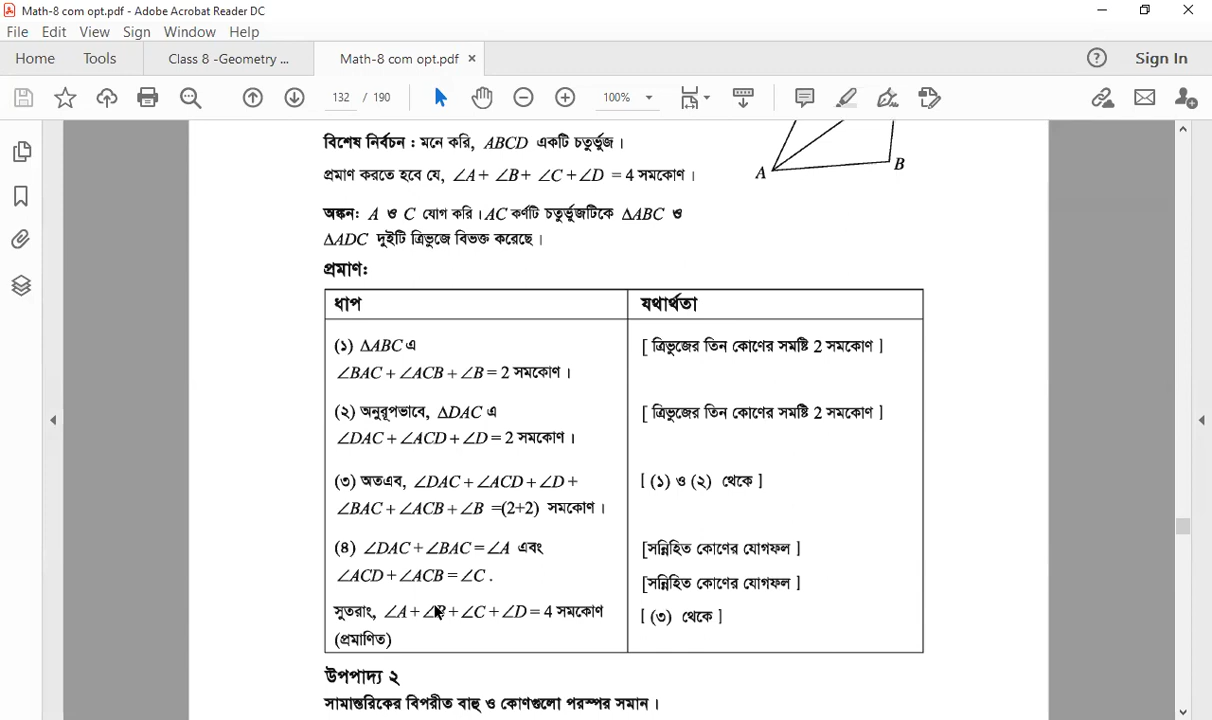 Math-8 com opt.pdf - Adobe Acrobat Reader DC
File Edit View Sign Window Help
Home Tools Class 8 -Geometry ... Math-8 com opt.pdf × Sign In
132 / 190 100%
A B
বিশেষ নির্বচন : মনে করি, ABCD একটি চতুর্ভুজ।
প্রমাণ করতে হবে যে, ∠A+ ∠B+ ∠C+∠D = 4 সমকোণ।
অঙ্কন: A ও C যোগ করি। AC কর্ণটি চতুর্ভুজটিকে ΔABC ও
ΔADC দুইটি ত্রিভুজে বিভক্ত করেছে।
প্রমাণ:
ধাপ যথার্থতা
(১) ΔABC এ [ ত্রিভুজের তিন কোণের সমষ্টি 2 সমকোণ ]
∠BAC+∠ACB+∠B=2 সমকোণ।
(২) অনুরূপভাবে, ΔDAC এ [ ত্রিভুজের তিন কোণের সমষ্টি 2 সমকোণ ]
∠DAC+∠ACD+∠D=2 সমকোণ।
(৩) অতএব, ∠DAC+∠ACD+∠D+ [ (১) ও (২) থেকে ]
∠BAC+∠ACB+∠B =(2+2) সমকোণ।
(৪) ∠DAC+∠BAC=∠A এবং [সন্নিহিত কোণের যোগফল ]
∠ACD+∠ACB=∠C. [সন্নিহিত কোণের যোগফল ]
সুতরাং, ∠A+∠B+∠C+∠D=4 সমকোণ [ (৩) থেকে ]
(প্রমাণিত)
উপপাদ্য ২
সামান্তরিকের বিপরীত বাহু ও কোণগুলো পরস্পর সমান।